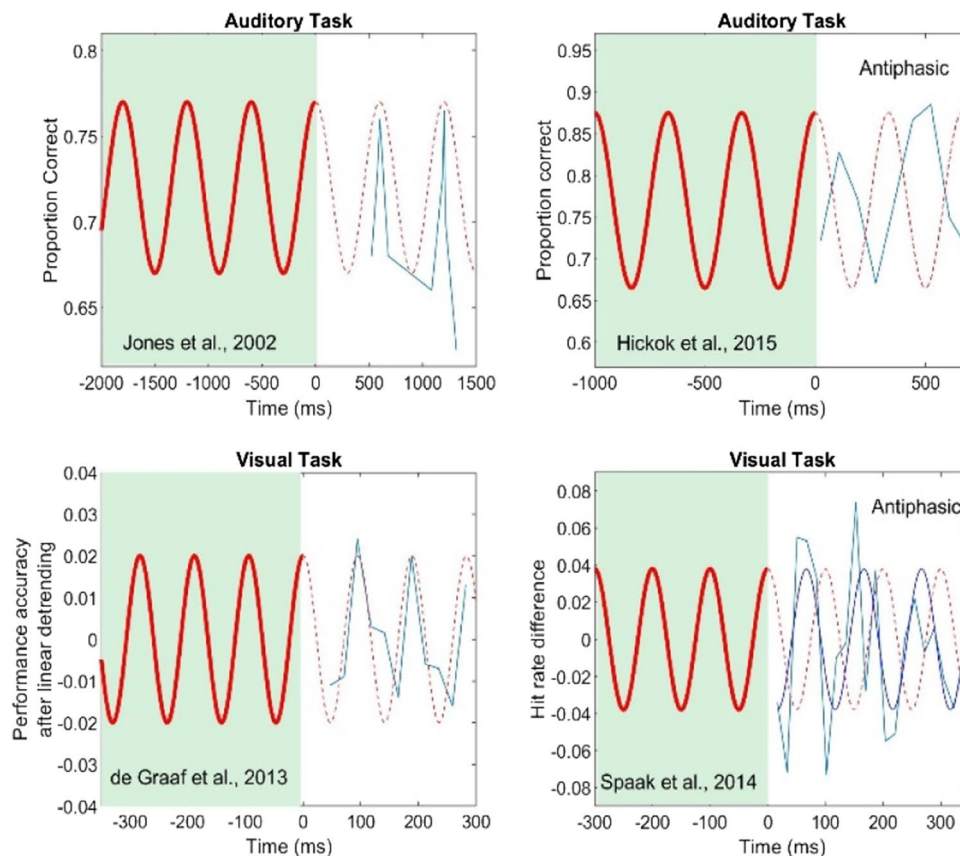 Auditory Task
0.8
0.75
0.7
0.65
Proportion Correct
Jones et al., 2002
-2000 -1500 -1000 -500 0 500 1000 1500
Time (ms)
Auditory Task
0.95
0.9
0.85
0.8
0.75
0.7
0.65
0.6
Proportion correct
Antiphasic
Hickok et al., 2015
-1000 -500 0 500
Time (ms)
Visual Task
0.04
0.03
0.02
0.01
0
-0.01
-0.02
-0.03
-0.04
Performance accuracy
after linear detrending
de Graaf et al., 2013
-300 -200 -100 0 100 200 300
Time (ms)
Visual Task
0.08
0.06
0.04
0.02
0
-0.02
-0.04
-0.06
-0.08
Hit rate difference
Antiphasic
Spaak et al., 2014
-300 -200 -100 0 100 200 300
Time (ms)